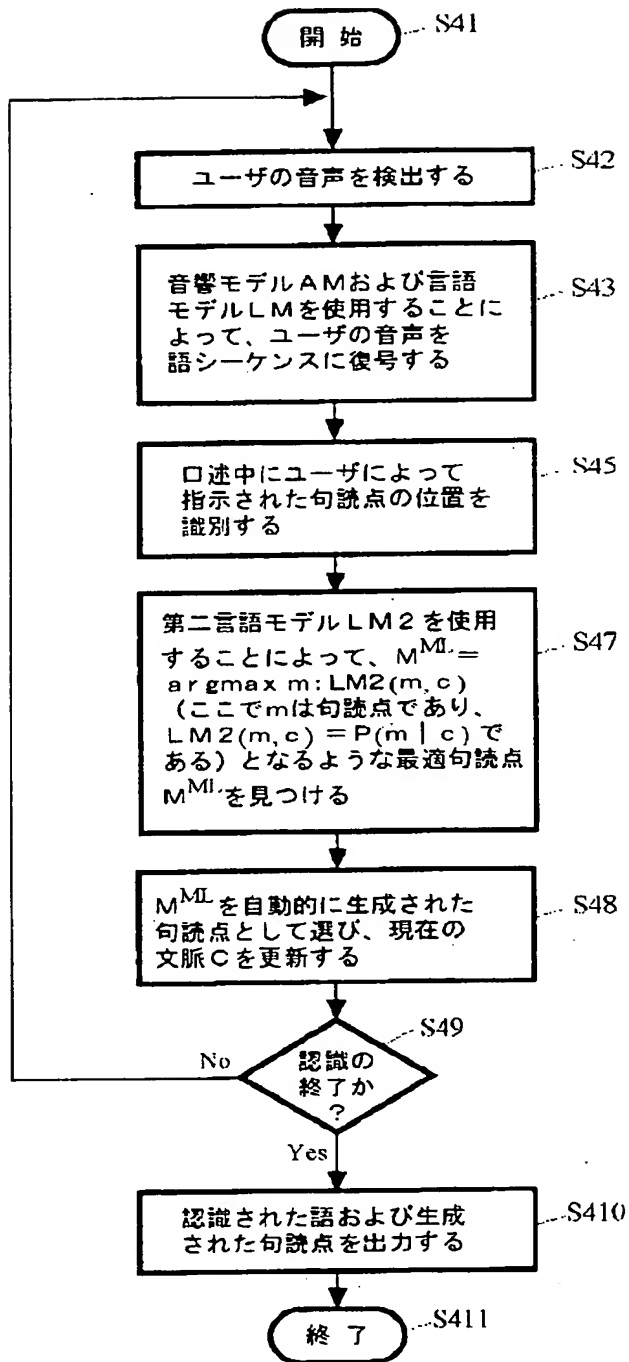 開始
S41
ユーザの音声を検出する
S42
音響モデルAMおよび言語
モデルLMを使用することに
よって、ユーザの音声を
語シーケンスに復号する
S43
口述中にユーザによって
指示された句読点の位置を
識別する
S45
第二言語モデルLM2を使用
することによって、M^ML=
argmax m:LM2(m,c)
(ここでmは句読点であり、
LM2(m,c)=P(m|c)で
ある)となるような最適句読点
M^MLを見つける
S47
M^MLを自動的に生成された
句読点として選び、現在の
文脈Cを更新する
S48
認識の
終了か
?
S49
No
Yes
認識された語および生成
された句読点を出力する
S410
終了
S411